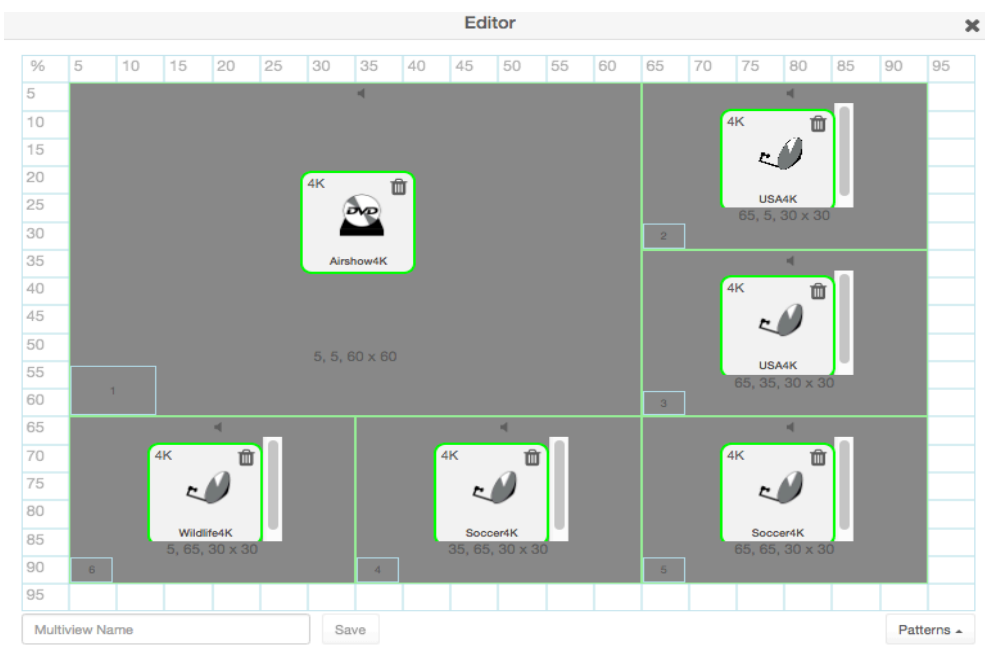 Editor
% 5 10 15 20 25 30 35 40 45 50 55 60 65 70 75 80 85 90 95
5
10
15
20
25
30
35
40
45
50
55
60
65
70
75
80
85
90
95
4K
DVD
Airshow4K
5, 5, 60 x 60
1
4K
USA4K
65, 5, 30 x 30
2
4K
USA4K
65, 35, 30 x 30
3
4K
Wildlife4K
5, 65, 30 x 30
6
4K
Soccer4K
35, 65, 30 x 30
4
4K
Soccer4K
65, 65, 30 x 30
5
Multiview Name
Save
Patterns